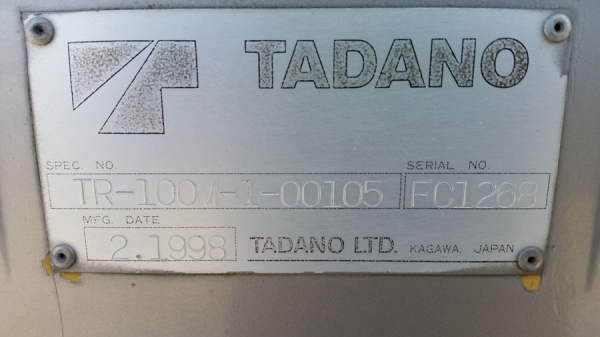 TADANO
SPEC. NO. SERIAL NO.
TR-100M-1-00105 FC1268
MFG. DATE
2.1998 TADANO LTD. KAGAWA, JAPAN